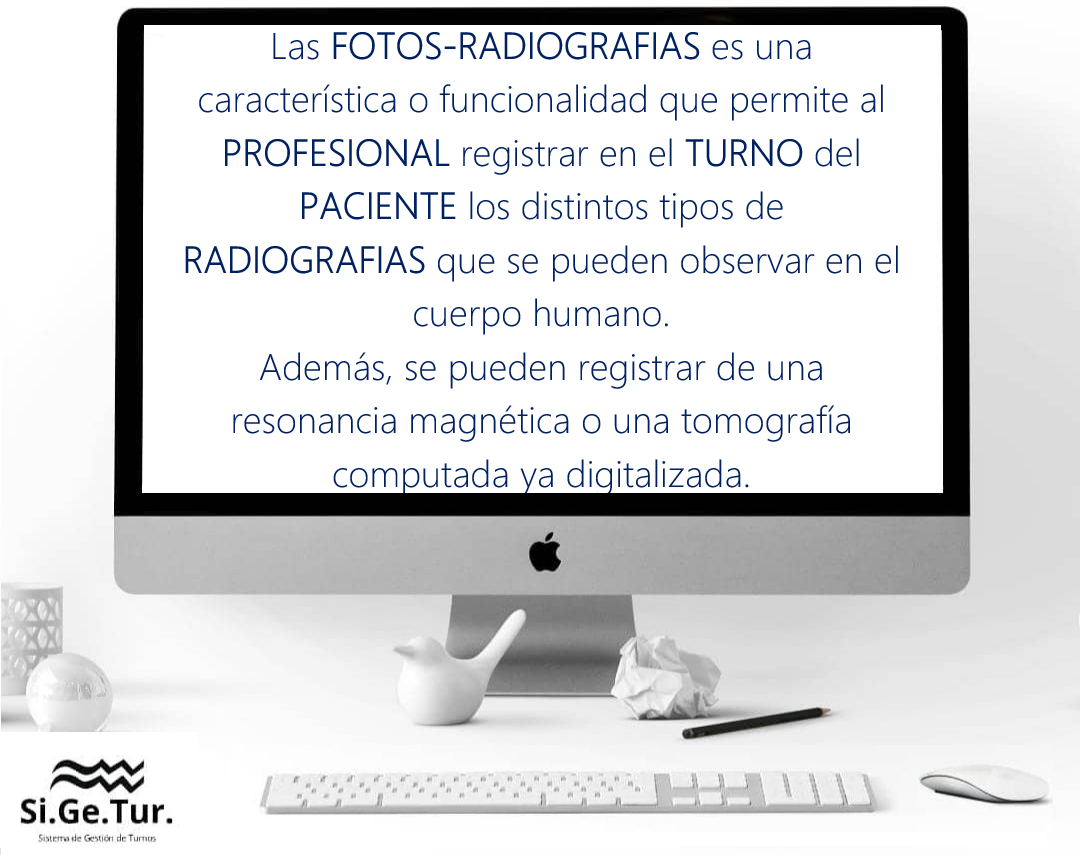 Las FOTOS-RADIOGRAFIAS es una
característica o funcionalidad que permite al
PROFESIONAL registrar en el TURNO del
PACIENTE los distintos tipos de
RADIOGRAFIAS que se pueden observar en el
cuerpo humano.
Además, se pueden registrar de una
resonancia magnética o una tomografía
computada ya digitalizada.
Si.Ge.Tur.
Sistema de Gestión de Turnos